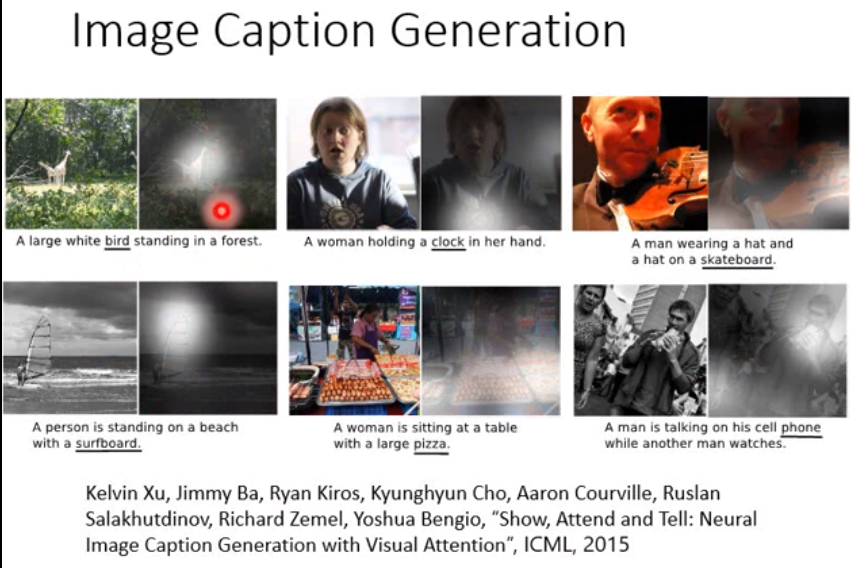 Image Caption Generation
A large white bird standing in a forest.
A woman holding a clock in her hand.
A man wearing a hat and
a hat on a skateboard.
A person is standing on a beach
with a surfboard.
A woman is sitting at a table
with a large pizza.
A man is talking on his cell phone
while another man watches.
Kelvin Xu, Jimmy Ba, Ryan Kiros, Kyunghyun Cho, Aaron Courville, Ruslan
Salakhutdinov, Richard Zemel, Yoshua Bengio, “Show, Attend and Tell: Neural
Image Caption Generation with Visual Attention”, ICML, 2015